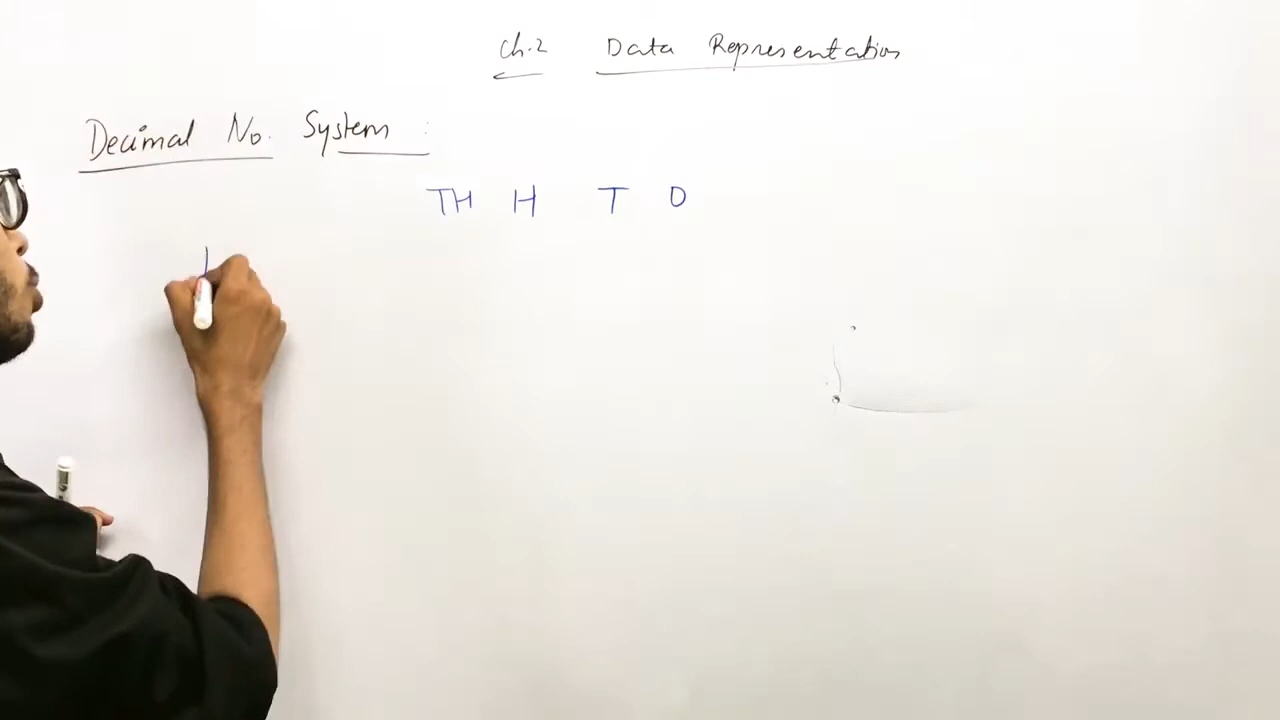 Ch.2 Data Representation
Decimal No. System :
TH H T O